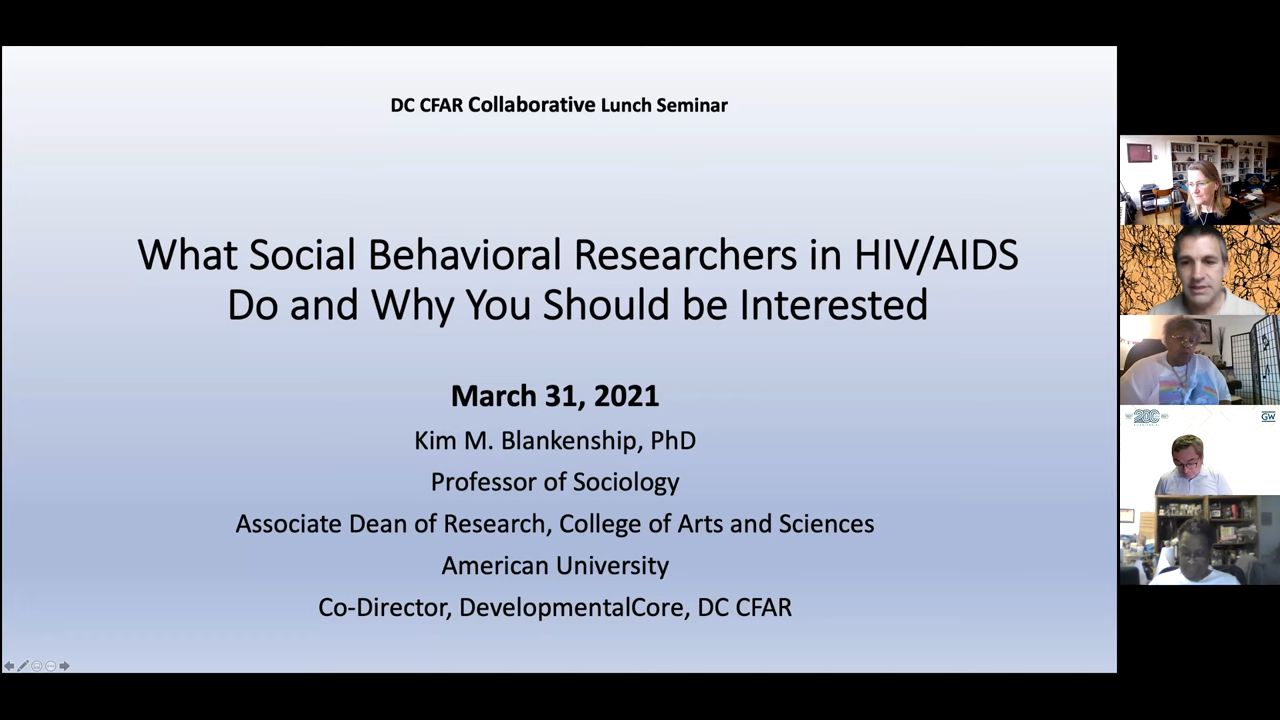 DC CFAR Collaborative Lunch Seminar
What Social Behavioral Researchers in HIV/AIDS
Do and Why You Should be Interested
March 31, 2021
Kim M. Blankenship, PhD
Professor of Sociology
Associate Dean of Research, College of Arts and Sciences
American University
Co-Director, DevelopmentalCore, DC CFAR
GW